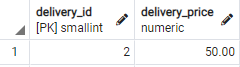 delivery_id delivery_price
[PK] smallint numeric
1 2 50.00